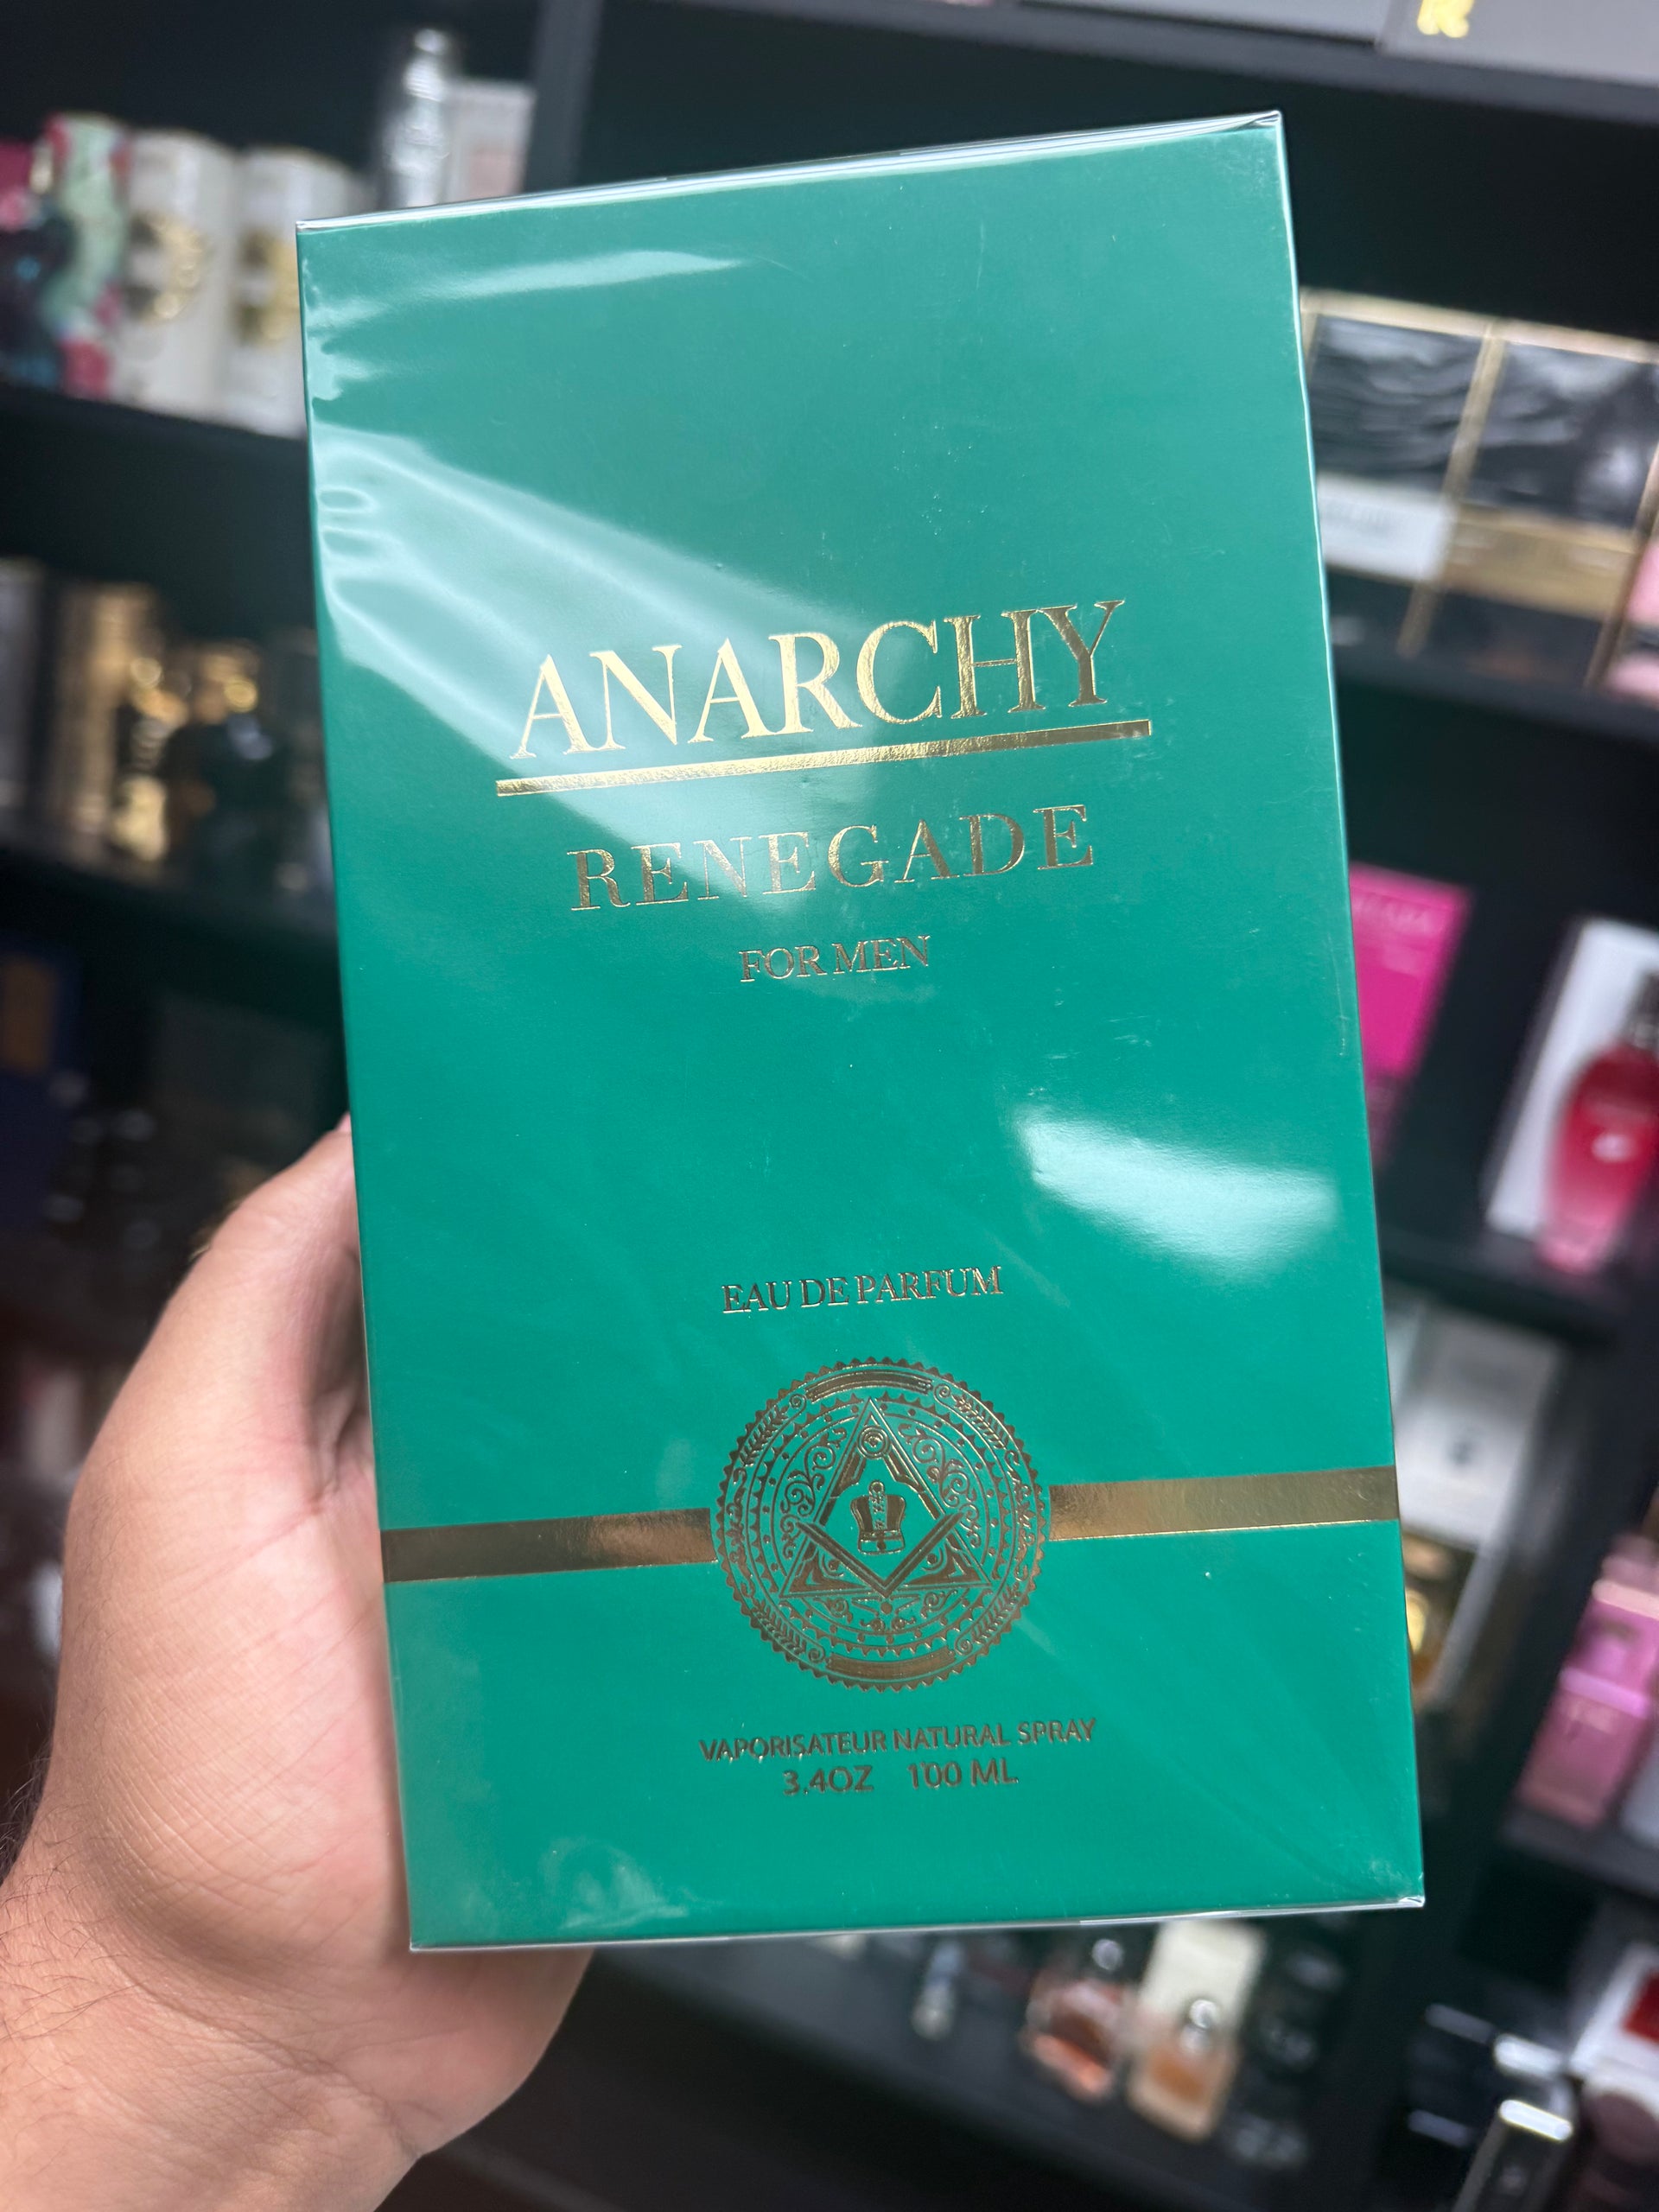 ANARCHY
RENEGADE
FOR MEN
EAU DE PARFUM
VAPORISATEUR NATURAL SPRAY
3.4OZ 100 ML